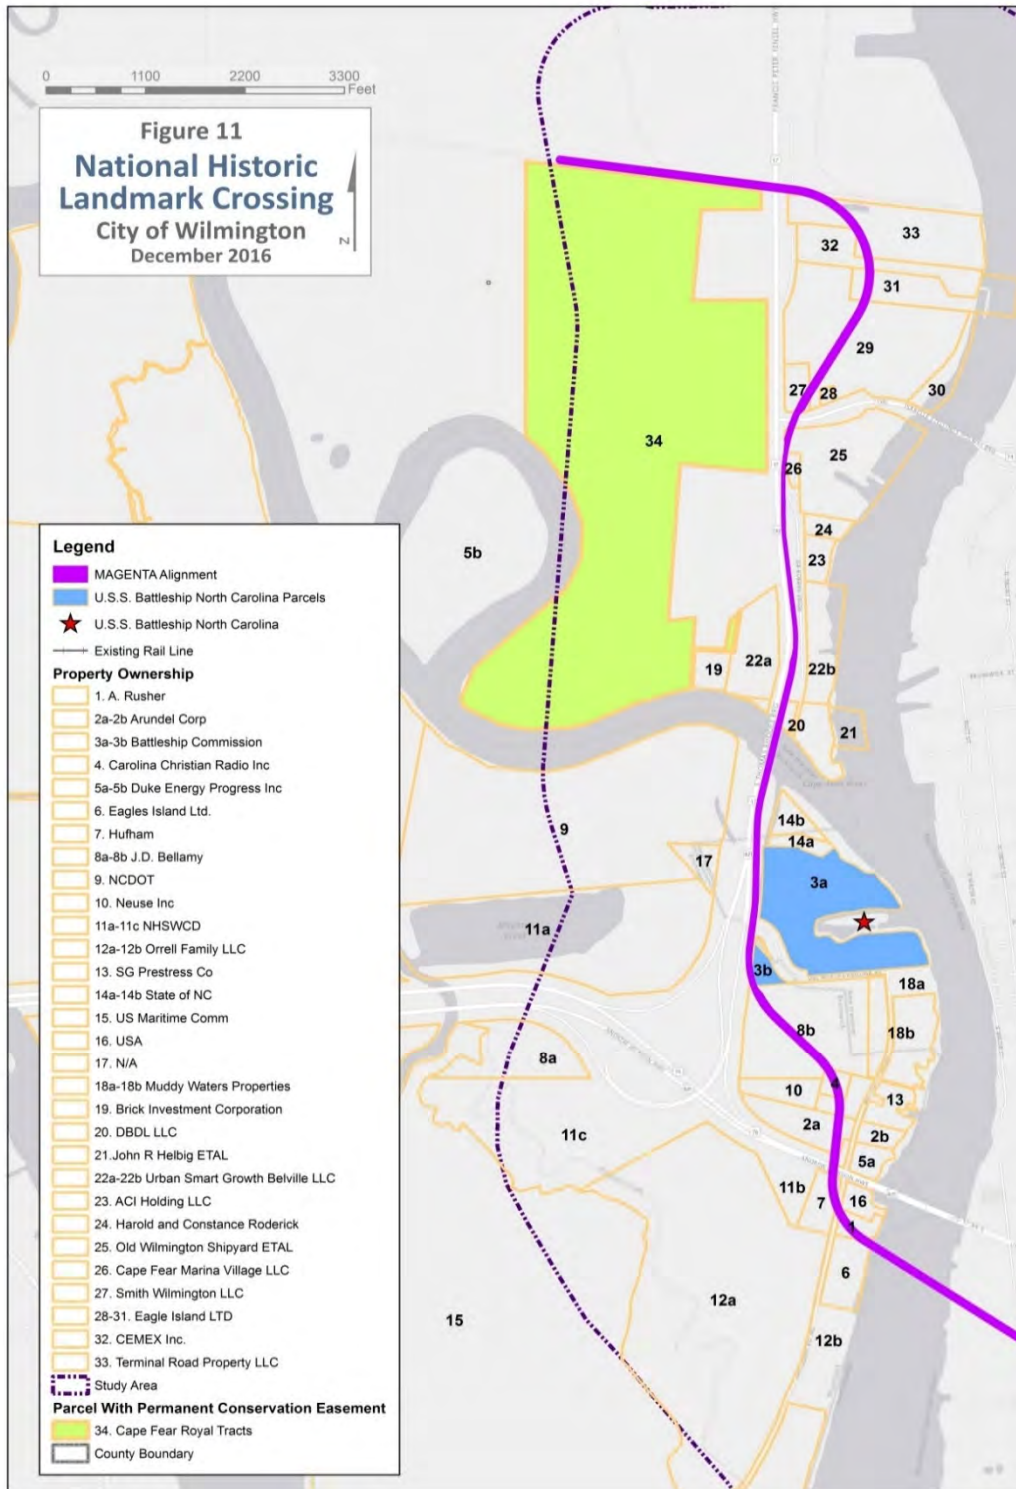 0 1100 2200 3300
Feet
Figure 11
National Historic
Landmark Crossing
City of Wilmington
December 2016
N
Legend
MAGENTA Alignment
U.S.S. Battleship North Carolina Parcels
U.S.S. Battleship North Carolina
Existing Rail Line
Property Ownership
1. A. Rusher
2a-2b Arundel Corp
3a-3b Battleship Commission
4. Carolina Christian Radio Inc
5a-5b Duke Energy Progress Inc
6. Eagles Island Ltd.
7. Hufham
8a-8b J.D. Bellamy
9. NCDOT
10. Neuse Inc
11a-11c NHSWCD
12a-12b Orrell Family LLC
13. SG Prestress Co
14a-14b State of NC
15. US Maritime Comm
16. USA
17. N/A
18a-18b Muddy Waters Properties
19. Brick Investment Corporation
20. DBDL LLC
21.John R Helbig ETAL
22a-22b Urban Smart Growth Belville LLC
23. ACI Holding LLC
24. Harold and Constance Roderick
25. Old Wilmington Shipyard ETAL
26. Cape Fear Marina Village LLC
27. Smith Wilmington LLC
28-31. Eagle Island LTD
32. CEMEX Inc.
33. Terminal Road Property LLC
Study Area
Parcel With Permanent Conservation Easement
34. Cape Fear Royal Tracts
County Boundary
33
32
31
29
27
28
30
34
25
26
24
23
5b
22a
19
22b
20
21
14b
9
14a
17
3a
11a
3b
18a
8b
18b
8a
4
10
13
2a
2b
11c
5a
11b
7
16
1
6
12a
15
12b